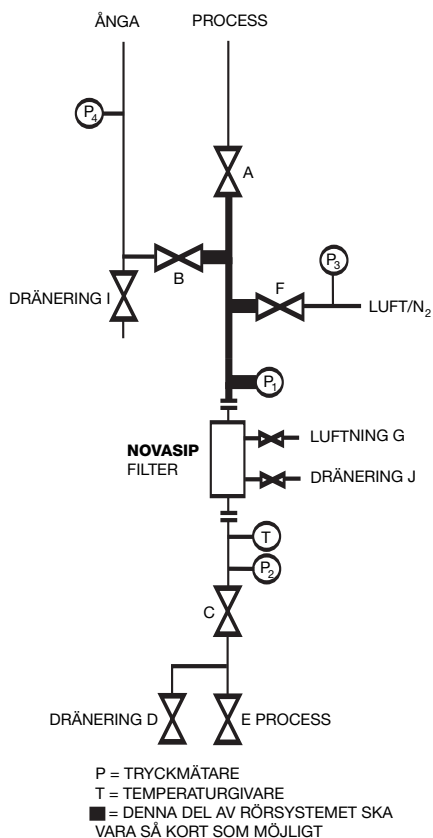 ÅNGA
PROCESS
P4
A
B
F
P3
DRÄNERING I
LUFT/N2
P1
NOVASIP
FILTER
LUFTNING G
DRÄNERING J
T
P2
C
DRÄNERING D
E PROCESS
P = TRYCKMÄTARE
T = TEMPERATURGIVARE
= DENNA DEL AV RÖRSYSTEMET SKA
VARA SÅ KORT SOM MÖJLIGT